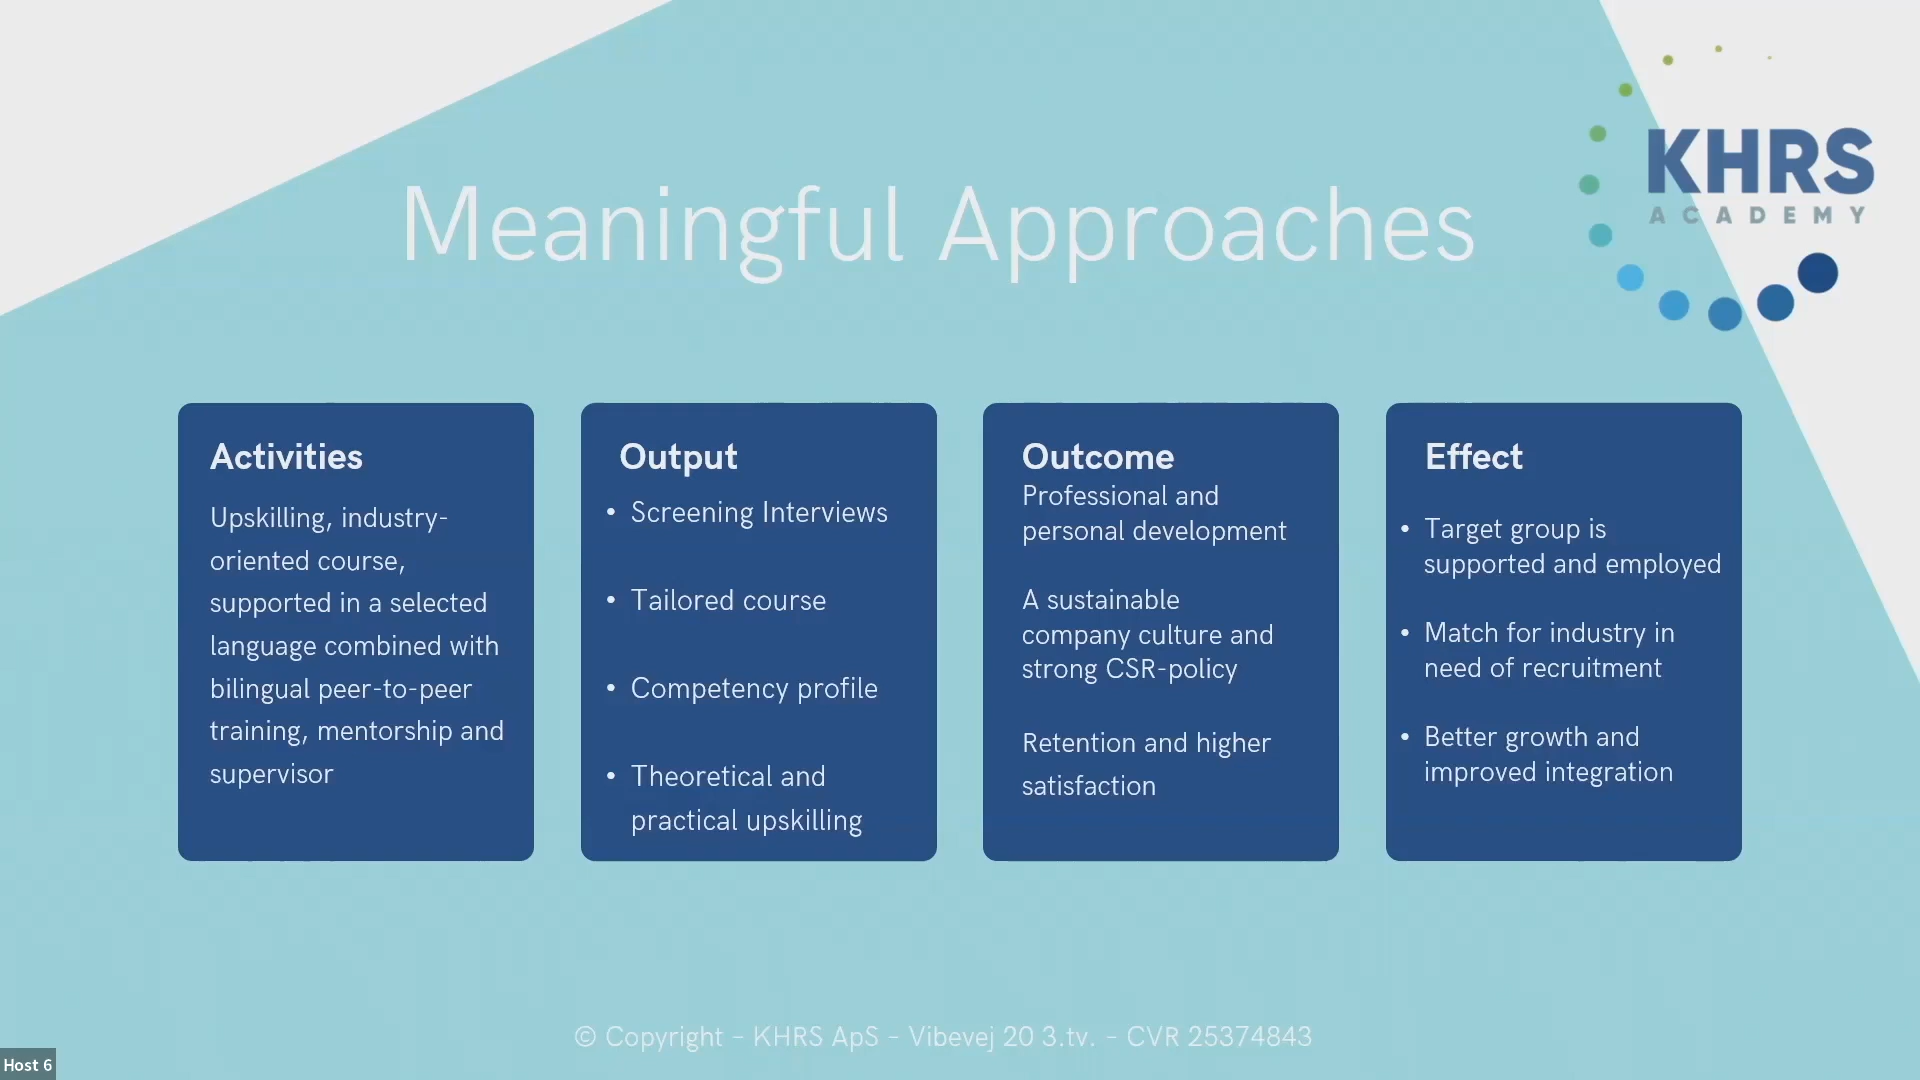 KHRS
ACADEMY
Meaningful Approaches
Activities
Upskilling, industry-
oriented course,
supported in a selected
language combined with
bilingual peer-to-peer
training, mentorship and
supervisor
Output
• Screening Interviews
• Tailored course
• Competency profile
• Theoretical and
practical upskilling
Outcome
Professional and
personal development
A sustainable
company culture and
strong CSR-policy
Retention and higher
satisfaction
Effect
• Target group is
supported and employed
• Match for industry in
need of recruitment
• Better growth and
improved integration
© Copyright - KHRS ApS - Vibevej 20 3.tv. - CVR 25374843
Host 6